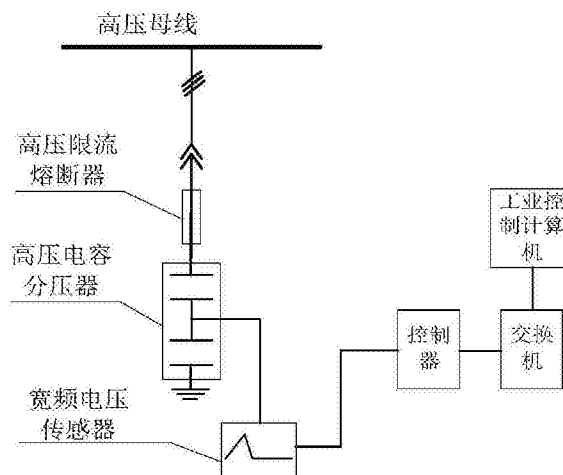 高压母线
高压限流
熔断器
高压电容
分压器
宽频电压
传感器
工业控
制计算
机
控制
器
交换
机